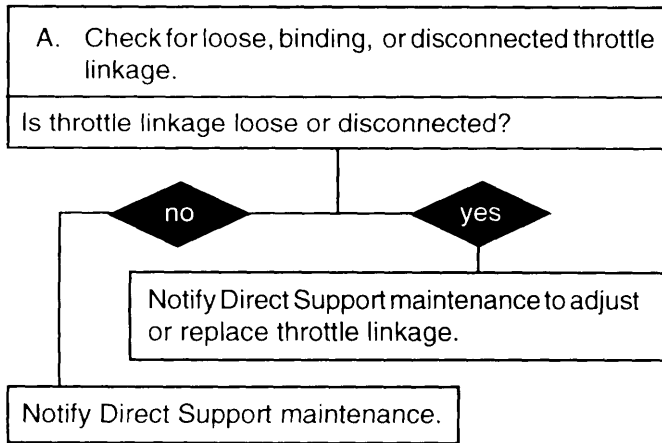 A. Check for loose, binding, or disconnected throttle
linkage.
Is throttle linkage loose or disconnected?
no
yes
Notify Direct Support maintenance to adjust
or replace throttle linkage.
Notify Direct Support maintenance.